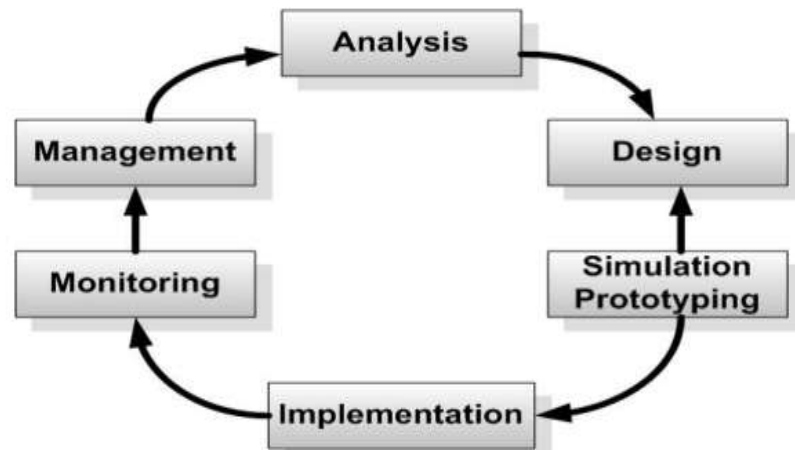 Analysis
Management
Design
Monitoring
Simulation
Prototyping
Implementation